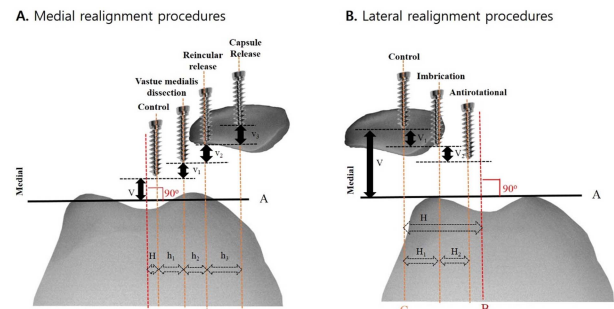 A. Medial realignment procedures
Capsule
Release
Reincular
release
Vastue medialis
dissection
Control
V3
V2
V1
V
90°
A
Medial
H
h1
h2
h3
B. Lateral realignment procedures
Control
Imbrication
Antirotational
V1
V2
V
90°
A
Medial
H
H1
H2
C
B